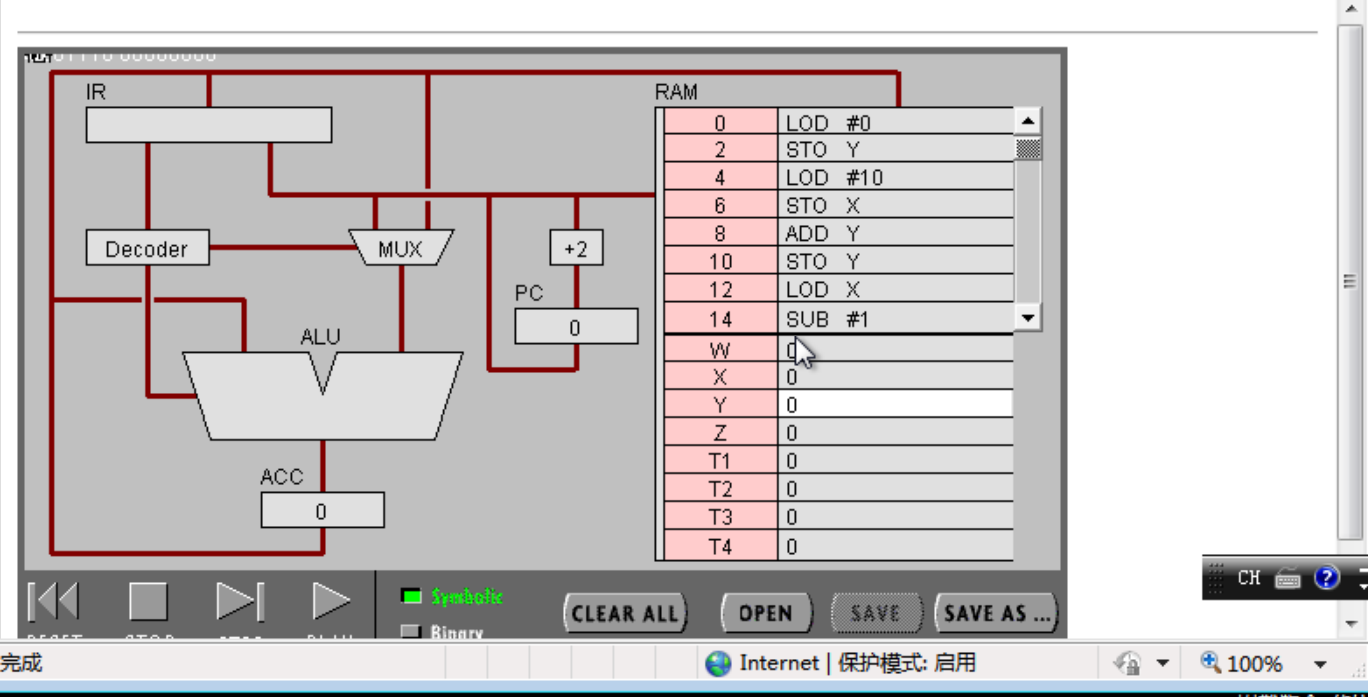 IR
RAM
0 LOD #0
2 STO Y
4 LOD #10
6 STO X
8 ADD Y
10 STO Y
12 LOD X
14 SUB #1
W
X 0
Y 0
Z 0
T1 0
T2 0
T3 0
T4 0
Decoder
MUX
+2
PC
0
ALU
ACC
0
Symbolic
Binary
CLEAR ALL
OPEN
SAVE
SAVE AS ...
CH
完成
Internet | 保护模式: 启用
100%